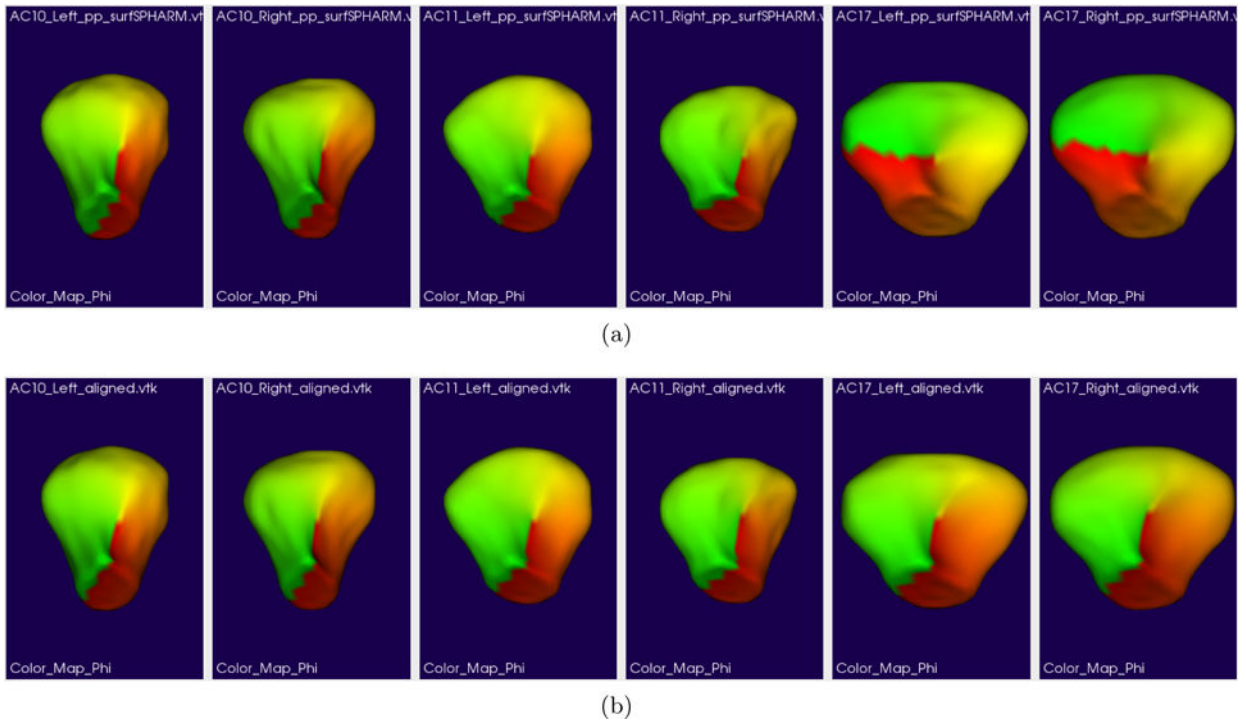 AC10_Left_pp_surfSPHARM.vt
AC10_Right_pp_surfSPHARM.v
AC11_Left_pp_surfSPHARM.vt
AC11_Right_pp_surfSPHARM.v
AC17_Left_pp_surfSPHARM.vt
AC17_Right_pp_surfSPHARM.v
Color_Map_Phi
Color_Map_Phi
Color_Map_Phi
Color_Map_Phi
Color_Map_Phi
Color_Map_Phi
(a)
AC10_Left_aligned.vtk
AC10_Right_aligned.vtk
AC11_Left_aligned.vtk
AC11_Right_aligned.vtk
AC17_Left_aligned.vtk
AC17_Right_aligned.vtk
Color_Map_Phi
Color_Map_Phi
Color_Map_Phi
Color_Map_Phi
Color_Map_Phi
Color_Map_Phi
(b)